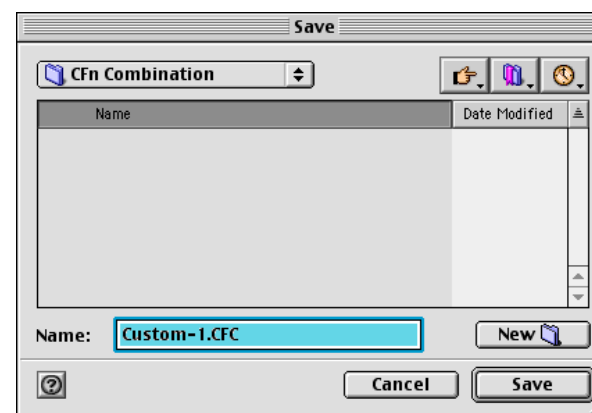 Save
CFn Combination
Name Date Modified
Name: Custom-1.CFC New
? Cancel Save